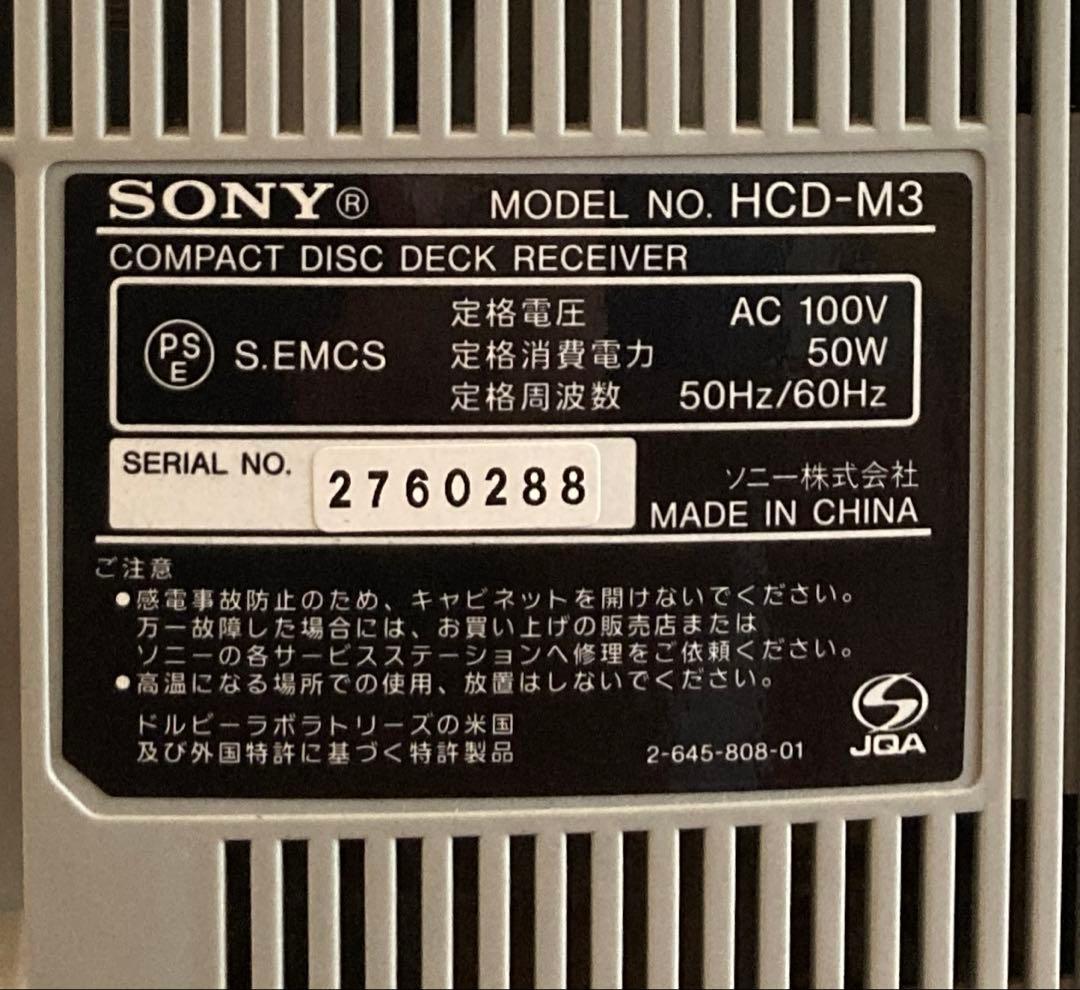 SONY® MODEL NO. HCD-M3
COMPACT DISC DECK RECEIVER
定格電圧 AC 100V
PSE S.EMCS 定格消費電力 50W
定格周波数 50Hz/60Hz
SERIAL NO. 2760288
ソニー株式会社
MADE IN CHINA
ご注意
●感電事故防止のため、キャビネットを開けないでください。
万一故障した場合には、お買い上げの販売店または
ソニーの各サービスステーションへ修理をご依頼ください。
●高温になる場所での使用、放置はしないでください。
ドルビーラボラトリーズの米国
及び外国特許に基づく特許製品
2-645-808-01
JQA